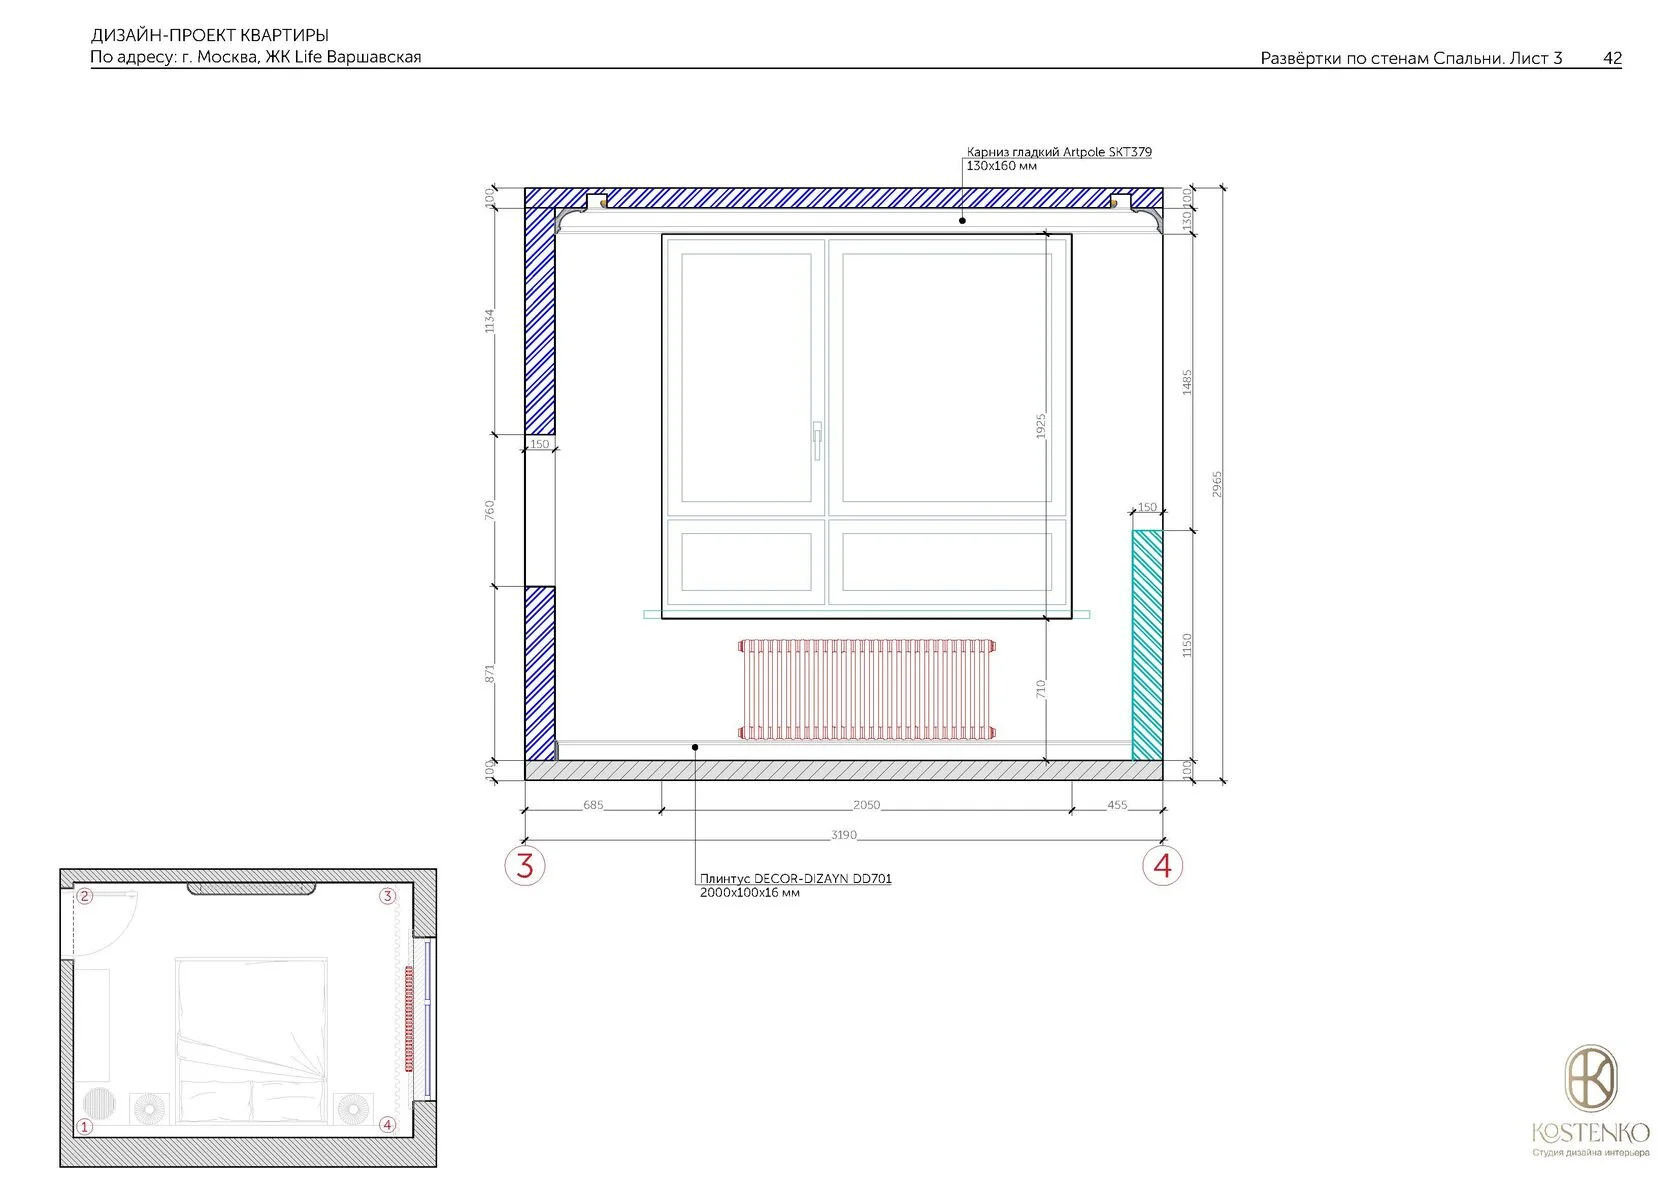 ДИЗАЙН-ПРОЕКТ КВАРТИРЫ
По адресу: г. Москва, ЖК Life Варшавская
Развёртки по стенам Спальни. Лист 3 42
Карниз гладкий Artpole SKT379
130х160 мм
100
100
130
1134
1485
1925
150
2965
760
150
871
1150
710
100
100
685
2050
455
3190
3
4
Плинтус DECOR-DIZAYN DD701
2000х100х16 мм
2
3
1
4
KOSTENKO
Студия дизайна интерьера